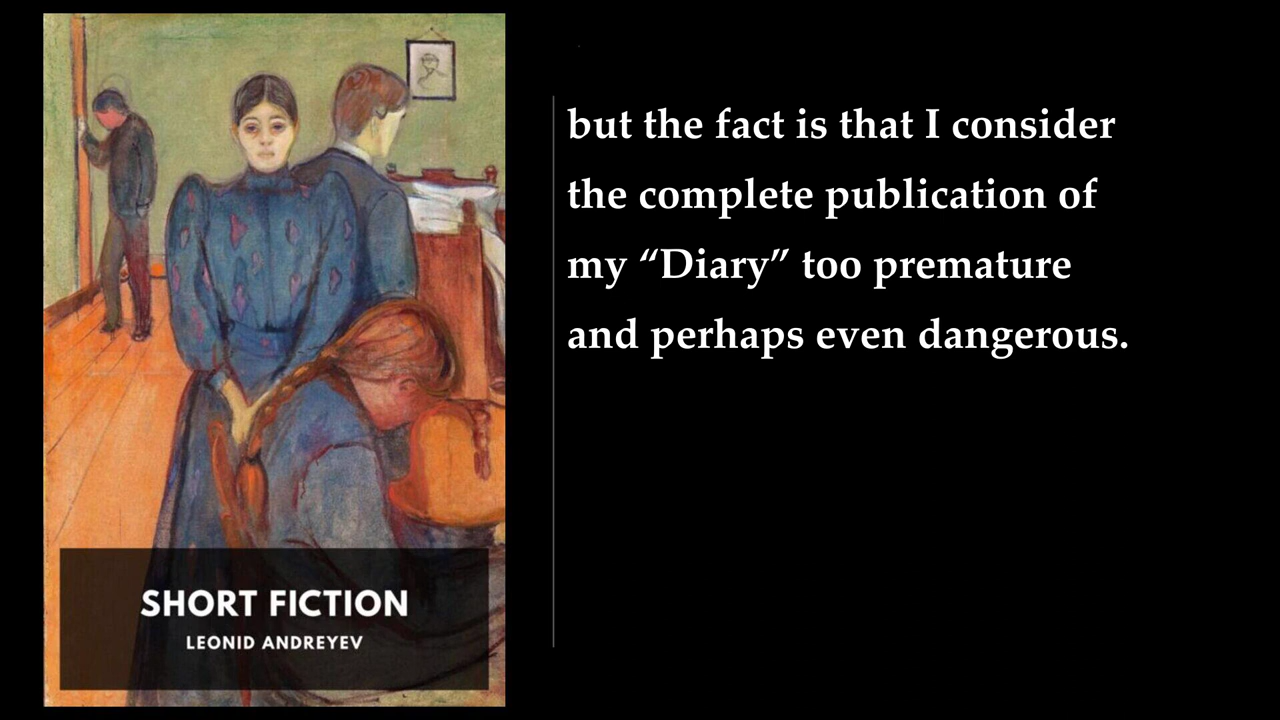 but the fact is that I consider
the complete publication of
my “Diary” too premature
and perhaps even dangerous.
SHORT FICTION
LEONID ANDREYEV